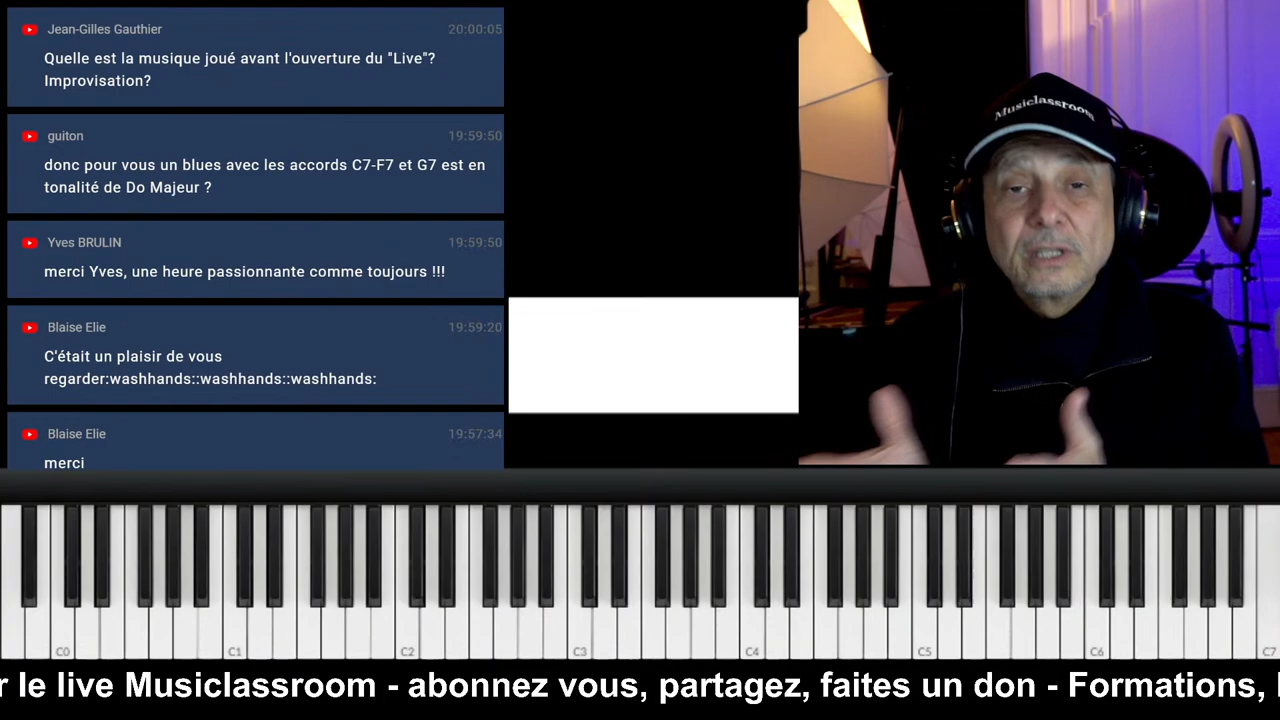 Jean-Gilles Gauthier 20:00:05
Quelle est la musique joué avant l'ouverture du "Live"?
Improvisation?
guiton 19:59:50
donc pour vous un blues avec les accords C7-F7 et G7 est en
tonalité de Do Majeur ?
Yves BRULIN 19:59:50
merci Yves, une heure passionnante comme toujours !!!
Blaise Elie 19:59:20
C'était un plaisir de vous
regarder:washhands::washhands::washhands:
Blaise Elie 19:57:34
merci
Musiclassroom
C0 C1 C2 C3 C4 C5 C6 C7
r le live Musiclassroom - abonnez vous, partagez, faites un don - Formations,